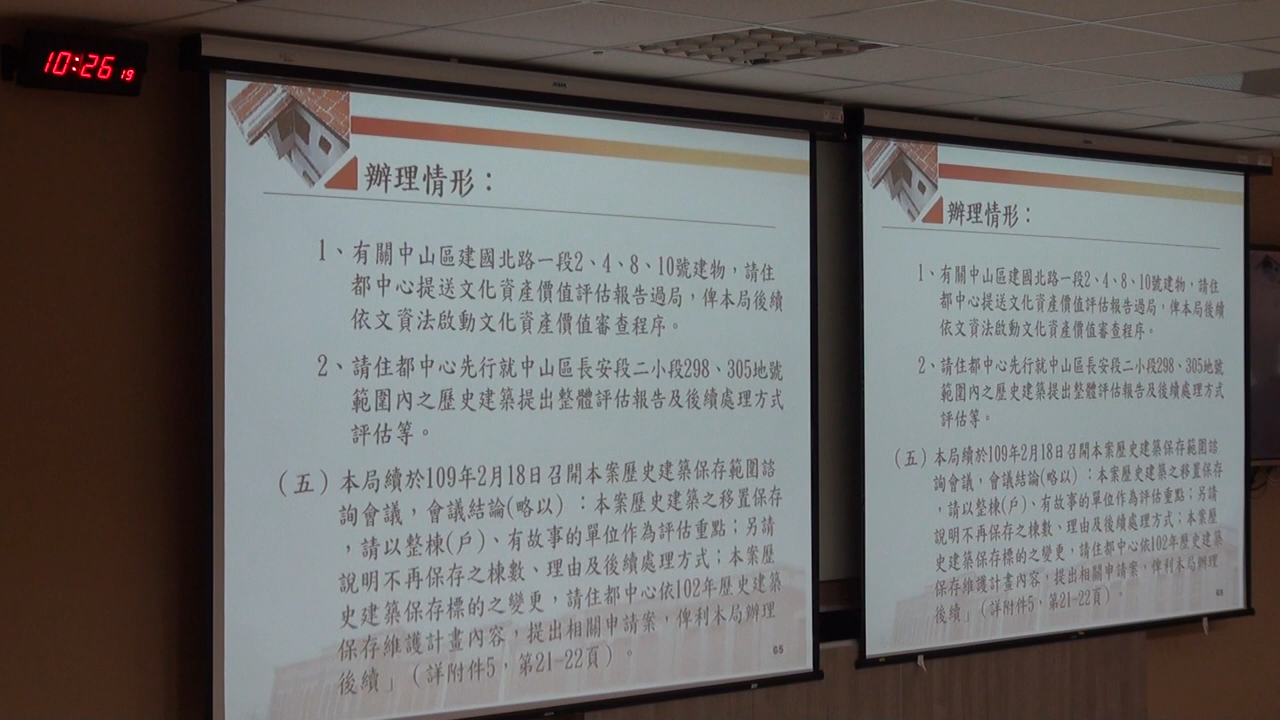 10:26 19
辦理情形：
1、有關中山區建國北路一段2、4、8、10號建物，請住
都中心提送文化資產價值評估報告過局，俾本局後續
依文資法啟動文化資產價值審查程序。
2、請住都中心先行就中山區長安段二小段298、305地號
範圍內之歷史建築提出整體評估報告及後續處理方式
評估等。
（五）本局續於109年2月18日召開本案歷史建築保存範圍諮
詢會議，會議結論(略以）：本案歷史建築之移置保存
，請以整棟(戶)、有故事的單位作為評估重點；另請
說明不再保存之棟數、理由及後續處理方式；本案歷
史建築保存標的之變更，請住都中心依102年歷史建築
保存維護計畫內容，提出相關申請案，俾利本局辦理
後續」（詳附件5，第21-22頁）。
65
辦理情形：
1、有關中山區建國北路一段2、4、8、10號建物，請住
都中心提送文化資產價值評估報告過局，俾本局後續
依文資法啟動文化資產價值審查程序。
2、請住都中心先行就中山區長安段二小段298、305地號
範圍內之歷史建築提出整體評估報告及後續處理方式
評估等。
（五）本局續於109年2月18日召開本案歷史建築保存範圍諮
詢會議，會議結論(略以）：本案歷史建築之移置保存
，請以整棟(戶)、有故事的單位作為評估重點；另請
說明不再保存之棟數、理由及後續處理方式；本案歷
史建築保存標的之變更，請住都中心依102年歷史建築
保存維護計畫內容，提出相關申請案，俾利本局辦理
後續」（詳附件5，第21-22頁）。
65